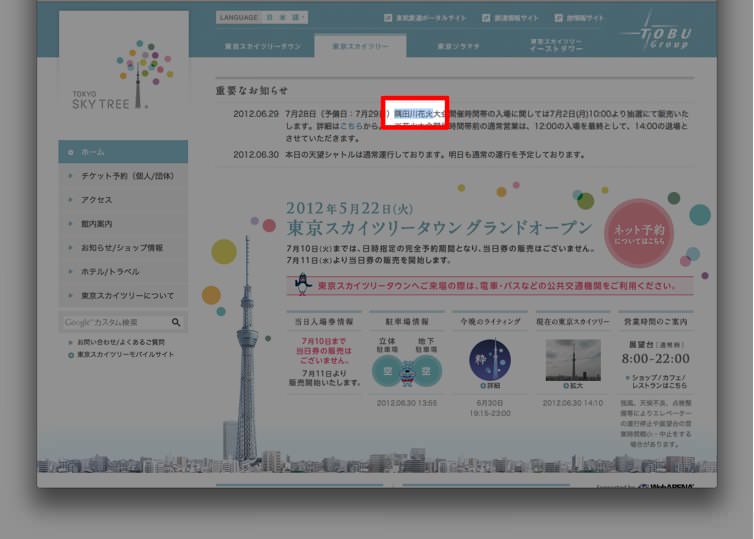 LANGUAGE 日本語
東武鉄道ポータルサイト 鉄道情報サイト 旅情報サイト
TOBU Group
東京スカイツリータウン 東京スカイツリー 東京ソラマチ 東京スカイツリーイーストタワー
TOKYO
SKY TREE
重要なお知らせ
2012.06.29 7月28日（予備日：7月29日）隅田川花火大会開催時間帯の入場に関しては7月2日(月)10:00より抽選にて販売いた
します。詳細はこちらから。
時間帯前の通常営業は、12:00の入場を最終として、14:00の退場と
させていただきます。
2012.06.30 本日の天望シャトルは通常運行しております。明日も通常の運行を予定しております。
ホーム
チケット予約（個人/団体）
アクセス
館内案内
お知らせ/ショップ情報
ホテル/トラベル
東京スカイツリーについて
Google カスタム検索
お問い合わせ/よくあるご質問
東京スカイツリーモバイルサイト
2012年5月22日(火)
東京スカイツリータウン グランドオープン
7月10日(火)までは、日時指定の完全予約期間となり、当日券の販売はございません。
7月11日(水)より当日券の販売を開始します。
ネット予約
についてはこちら
東京スカイツリータウンへご来場の際は、電車・バスなどの公共交通機関をご利用ください。
当日入場券情報
7月10日まで
当日券の販売は
ございません。
7月11日より
販売開始いたします。
駐車場情報
立体駐車場 地下駐車場
空 空
2012.06.30 13:55
今晩のライティング
粋
詳細
6月30日
19:15-23:00
現在の東京スカイツリー
拡大
2012.06.30 14:10
営業時間のご案内
展望台［通常時］
8:00-22:00
ショップ/カフェ/
レストランはこちら
強風、天候不良、点検整
備等によりエレベーター
の運行停止や展望台の営
業時間縮小・中止をする
場合があります。
WebARENA